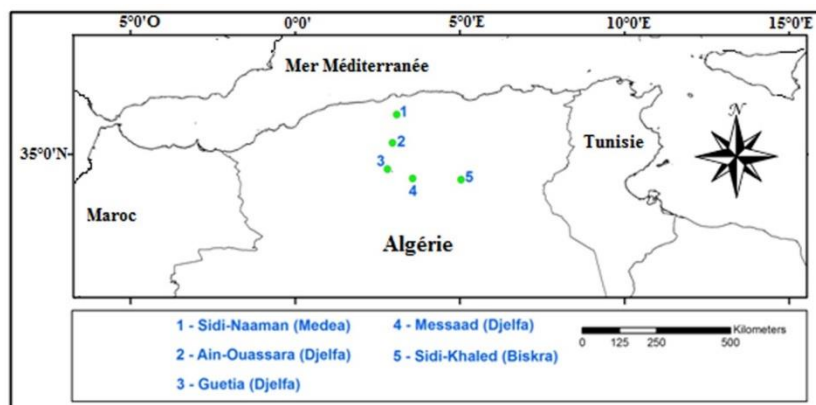 5°0'O 0°0' 5°0'E 10°0'E 15°0'E
Mer Méditerranée
1
2
35°0'N
Tunisie
N
3
4
5
Maroc
Algérie
1 - Sidi-Naaman (Medea)
2 - Ain-Ouassara (Djelfa)
3 - Guetia (Djelfa)
4 - Messaad (Djelfa)
5 - Sidi-Khaled (Biskra)
Kilometers
0 125 250 500